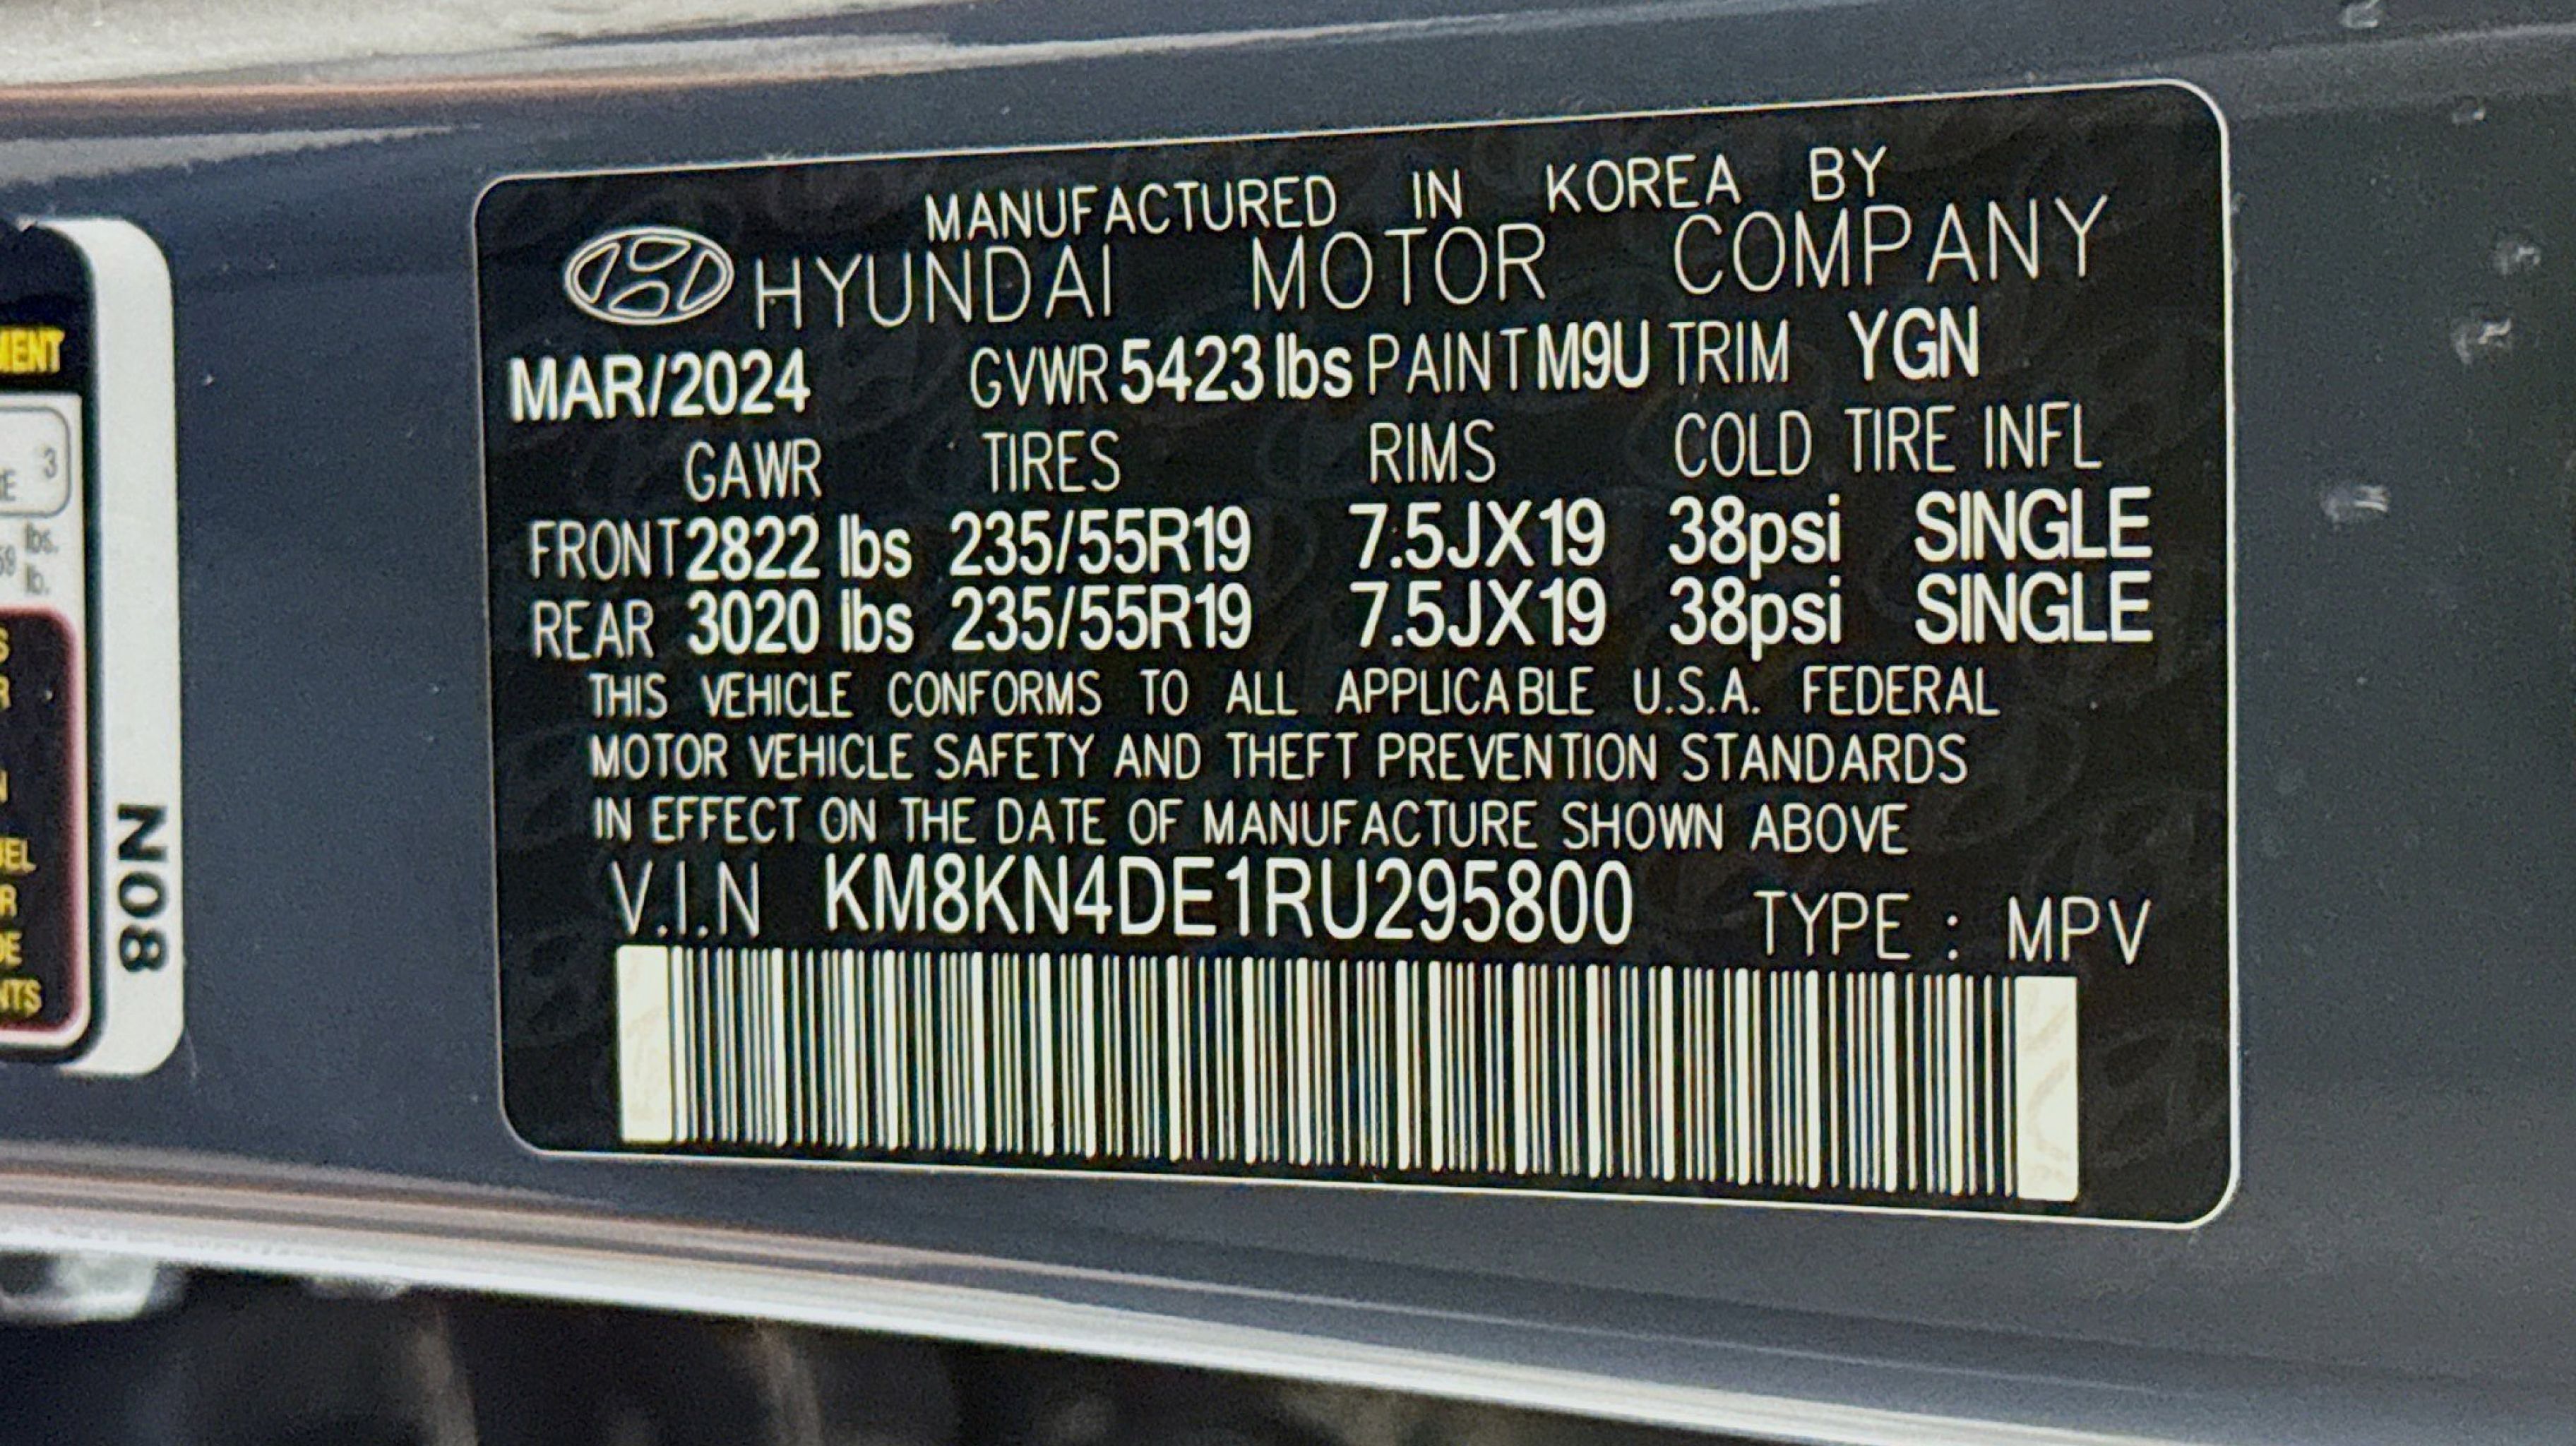 MANUFACTURED IN KOREA BY
HYUNDAI MOTOR COMPANY
MAR/2024 GVWR 5423 lbs PAINT M9U TRIM YGN
GAWR TIRES RIMS COLD TIRE INFL
FRONT 2822 lbs 235/55R19 7.5JX19 38psi SINGLE
REAR 3020 lbs 235/55R19 7.5JX19 38psi SINGLE
THIS VEHICLE CONFORMS TO ALL APPLICABLE U.S.A. FEDERAL
MOTOR VEHICLE SAFETY AND THEFT PREVENTION STANDARDS
IN EFFECT ON THE DATE OF MANUFACTURE SHOWN ABOVE
V.I.N KM8KN4DE1RU295800 TYPE : MPV
N08
3
lbs.
lb.